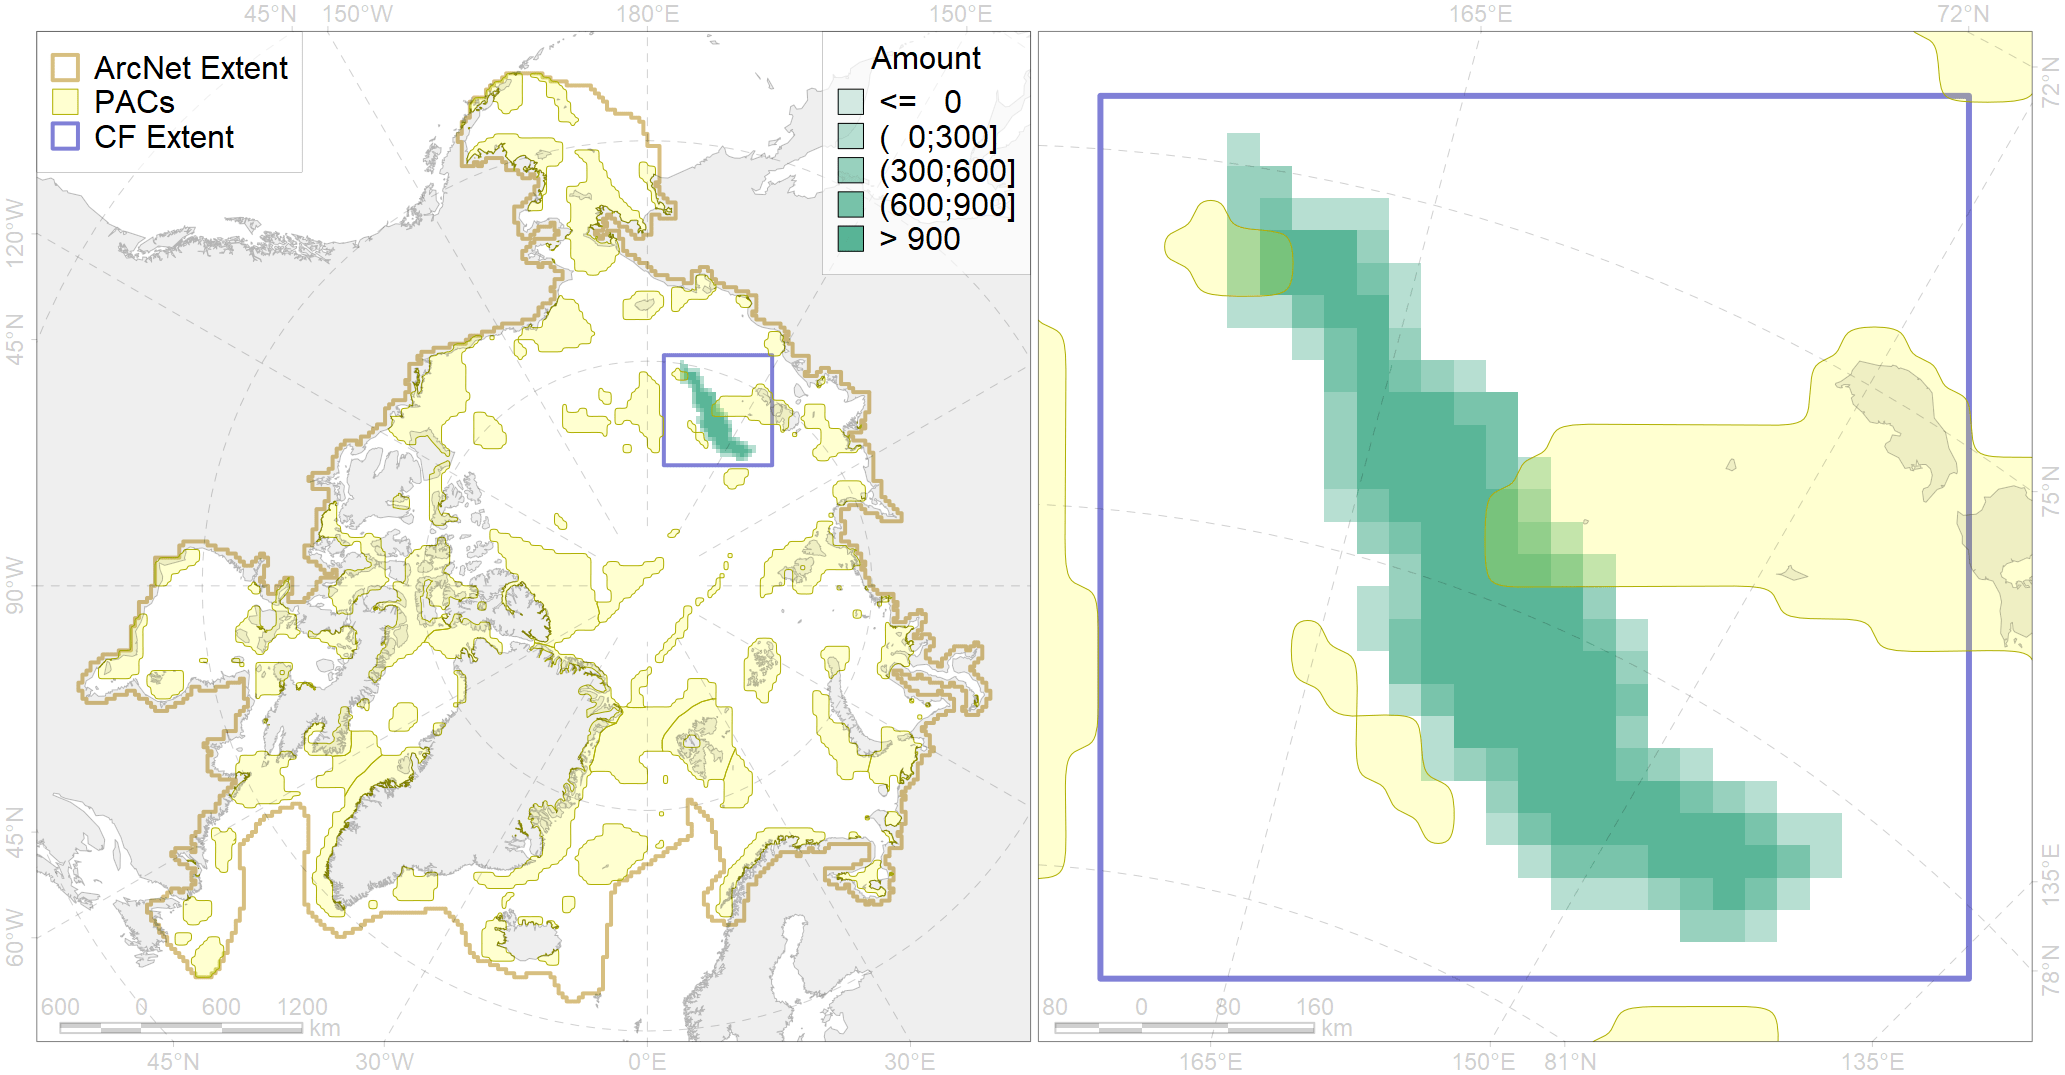 45°N 150°W 180°E 150°E 165°E 72°N
ArcNet Extent
PACs
CF Extent
Amount
<= 0
( 0;300]
(300;600]
(600;900]
> 900
120°W
45°N
90°W
45°N
60°W
72°N
75°N
135°E
78°N
600 0 600 1200
km
80 0 80 160
km
45°N 30°W 0°E 30°E 165°E 150°E 81°N 135°E